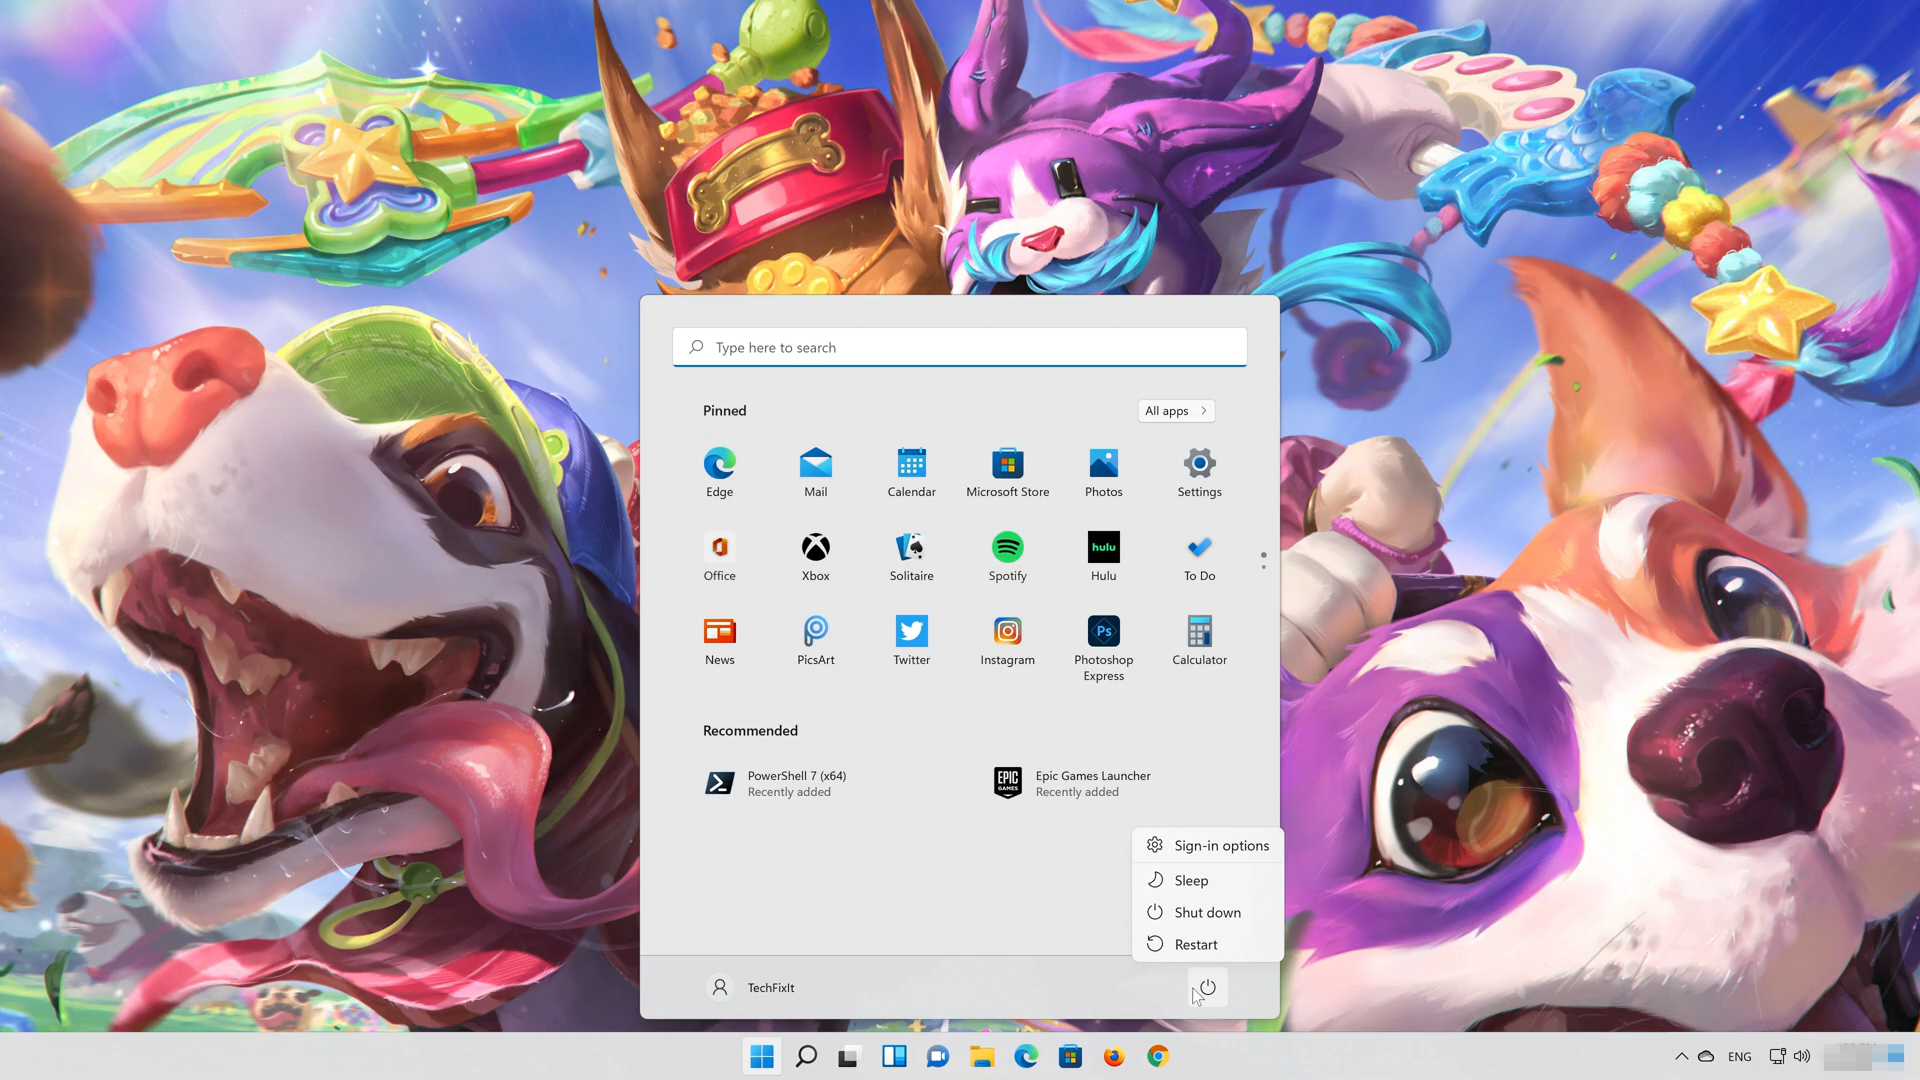 Type here to search
Pinned
All apps
Edge
Mail
Calendar
Microsoft Store
Photos
Settings
hulu
Office
Xbox
Solitaire
Spotify
Hulu
To Do
Ps
News
PicsArt
Twitter
Instagram
Photoshop
Express
Calculator
Recommended
PowerShell 7 (x64)
Recently added
EPIC
GAMES
Epic Games Launcher
Recently added
Sign-in options
Sleep
Shut down
Restart
TechFixIt
ENG